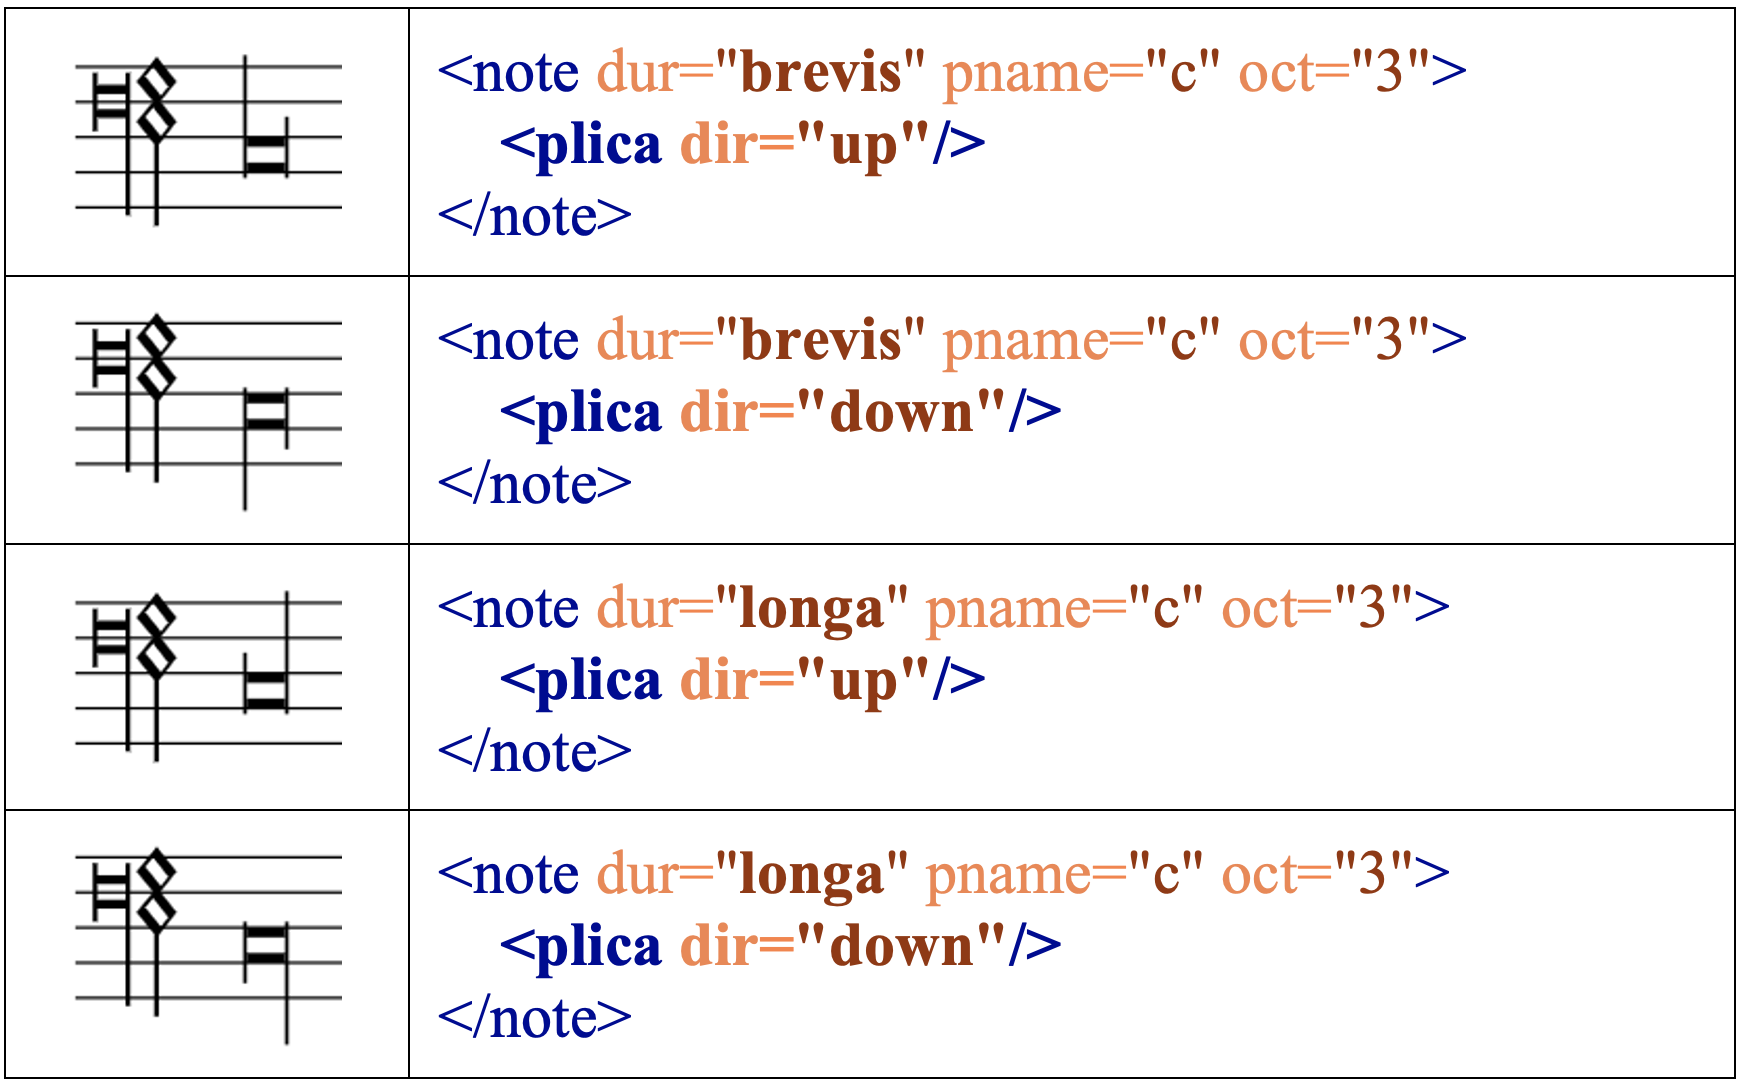 <note dur="brevis" pname="c" oct="3">
<plica dir="up"/>
</note>
<note dur="brevis" pname="c" oct="3">
<plica dir="down"/>
</note>
<note dur="longa" pname="c" oct="3">
<plica dir="up"/>
</note>
<note dur="longa" pname="c" oct="3">
<plica dir="down"/>
</note>